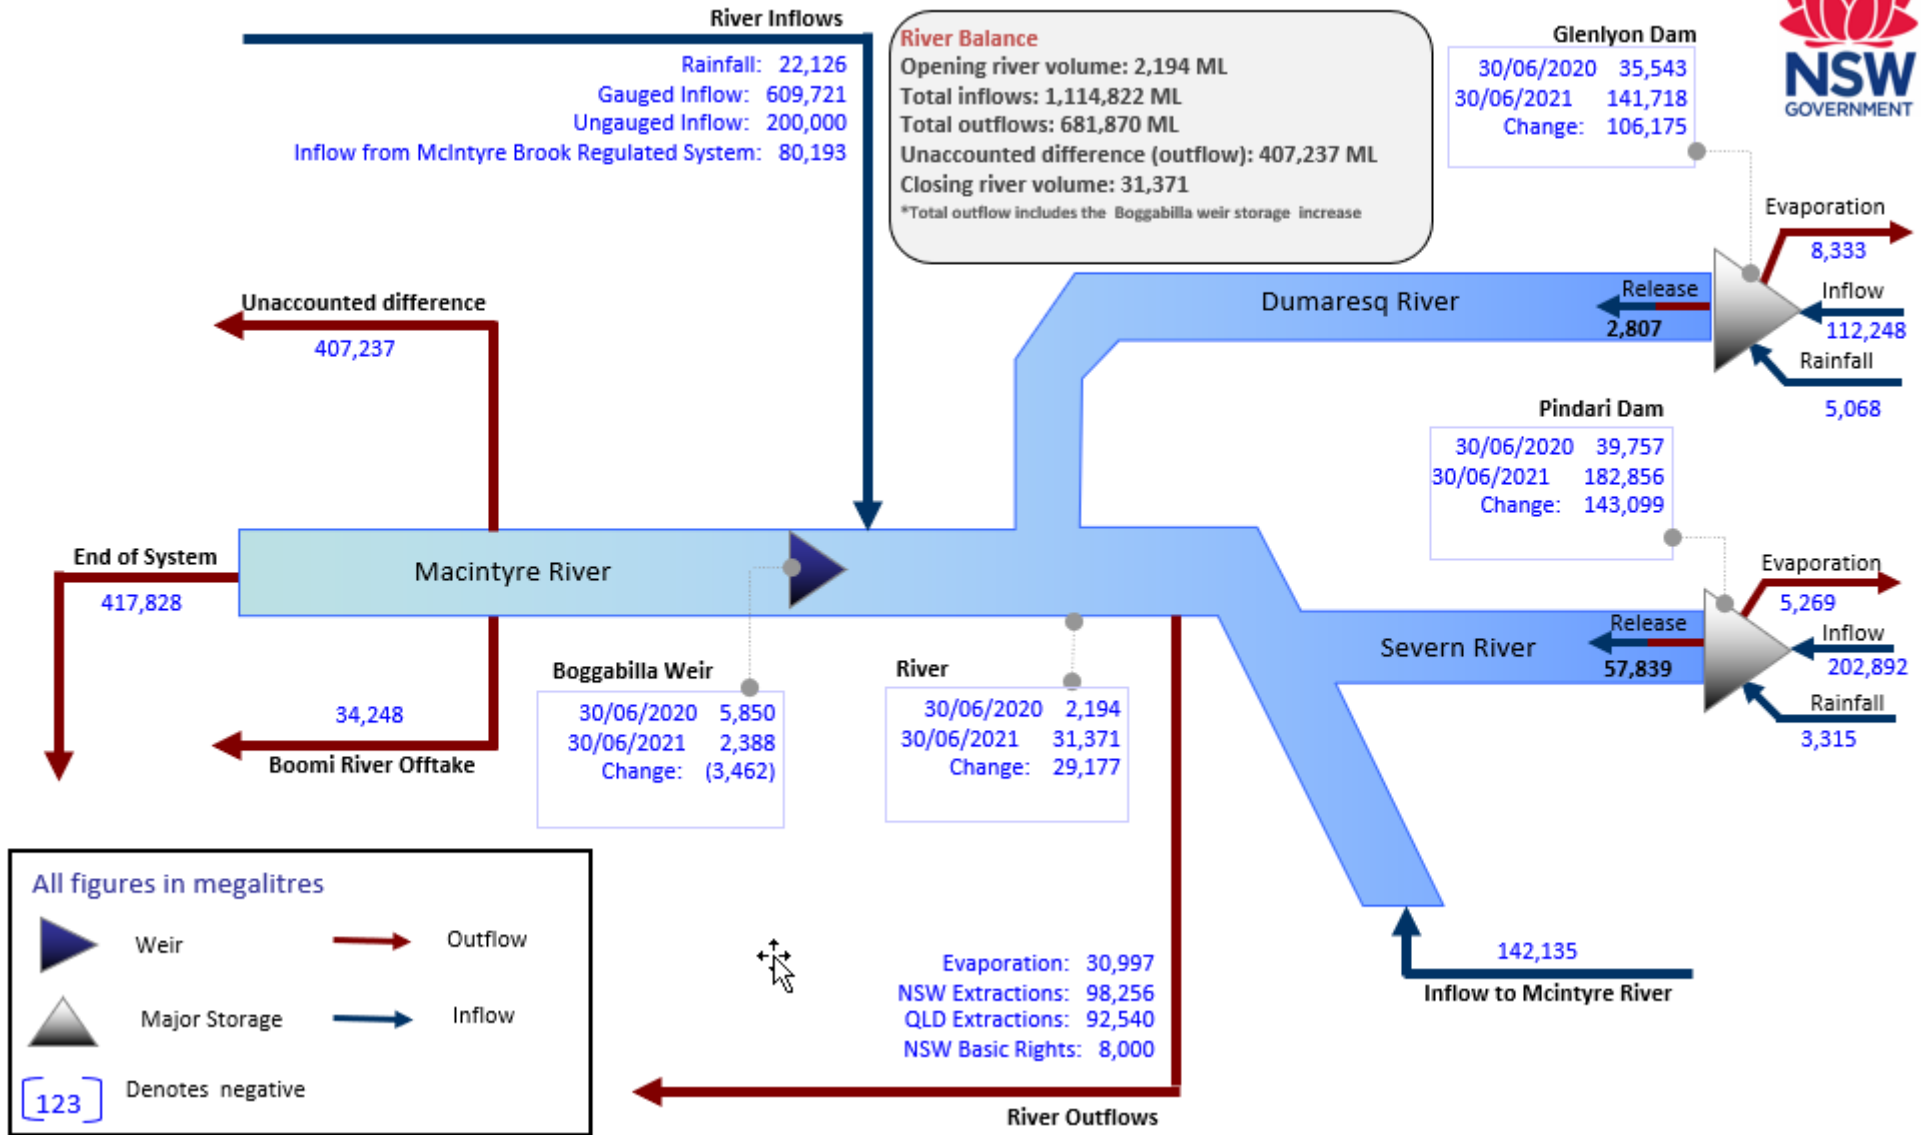 River Inflows
Rainfall: 22,126
Gauged Inflow: 609,721
Ungauged Inflow: 200,000
Inflow from McIntyre Brook Regulated System: 80,193
River Balance
Opening river volume: 2,194 ML
Total inflows: 1,114,822 ML
Total outflows: 681,870 ML
Unaccounted difference (outflow): 407,237 ML
Closing river volume: 31,371
*Total outflow includes the Boggabilla weir storage increase
Glenlyon Dam
30/06/2020 35,543
30/06/2021 141,718
Change: 106,175
NSW
GOVERNMENT
Evaporation
8,333
Inflow
112,248
Rainfall
5,068
Release
2,807
Dumaresq River
Unaccounted difference
407,237
Pindari Dam
30/06/2020 39,757
30/06/2021 182,856
Change: 143,099
Evaporation
5,269
Inflow
202,892
Rainfall
3,315
Release
57,839
Severn River
Macintyre River
End of System
417,828
34,248
Boomi River Offtake
Boggabilla Weir
30/06/2020 5,850
30/06/2021 2,388
Change: (3,462)
River
30/06/2020 2,194
30/06/2021 31,371
Change: 29,177
142,135
Inflow to Mcintyre River
Evaporation: 30,997
NSW Extractions: 98,256
QLD Extractions: 92,540
NSW Basic Rights: 8,000
River Outflows
All figures in megalitres
Weir
Outflow
Major Storage
Inflow
[123] Denotes negative